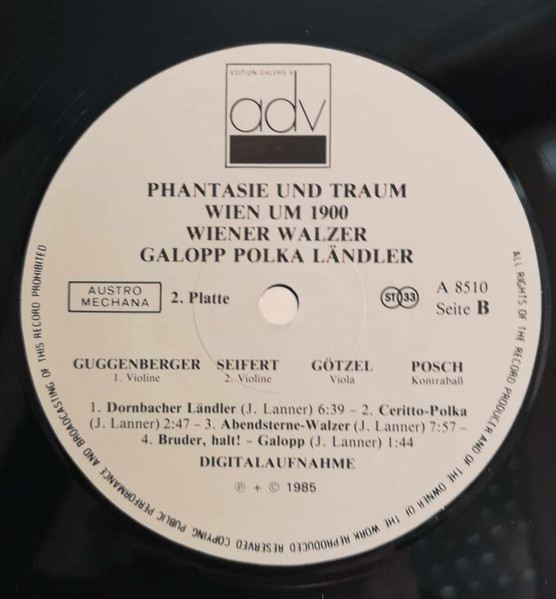 EDITION GALERIE 9
adv
PHANTASIE UND TRAUM
WIEN UM 1900
WIENER WALZER
GALOPP POLKA LÄNDLER
AUSTRO
MECHANA
2. Platte
ST 33
A 8510
Seite B
GUGGENBERGER
1. Violine
SEIFERT
2. Violine
GÖTZEL
Viola
POSCH
Kontrabaß
1. Dornbacher Ländler (J. Lanner) 6:39 – 2. Ceritto-Polka
(J. Lanner) 2:47 – 3. Abendsterne-Walzer (J. Lanner) 7:57 –
4. Bruder, halt! – Galopp (J. Lanner) 1:44
DIGITALAUFNAHME
℗ + © 1985
ALL RIGHTS OF THE RECORD PRODUCER AND OF THE OWNER OF THE WORK REPRODUCED RESERVED COPYING, PUBLIC PERFORMANCE AND BROADCASTING OF THIS RECORD PROHIBITED